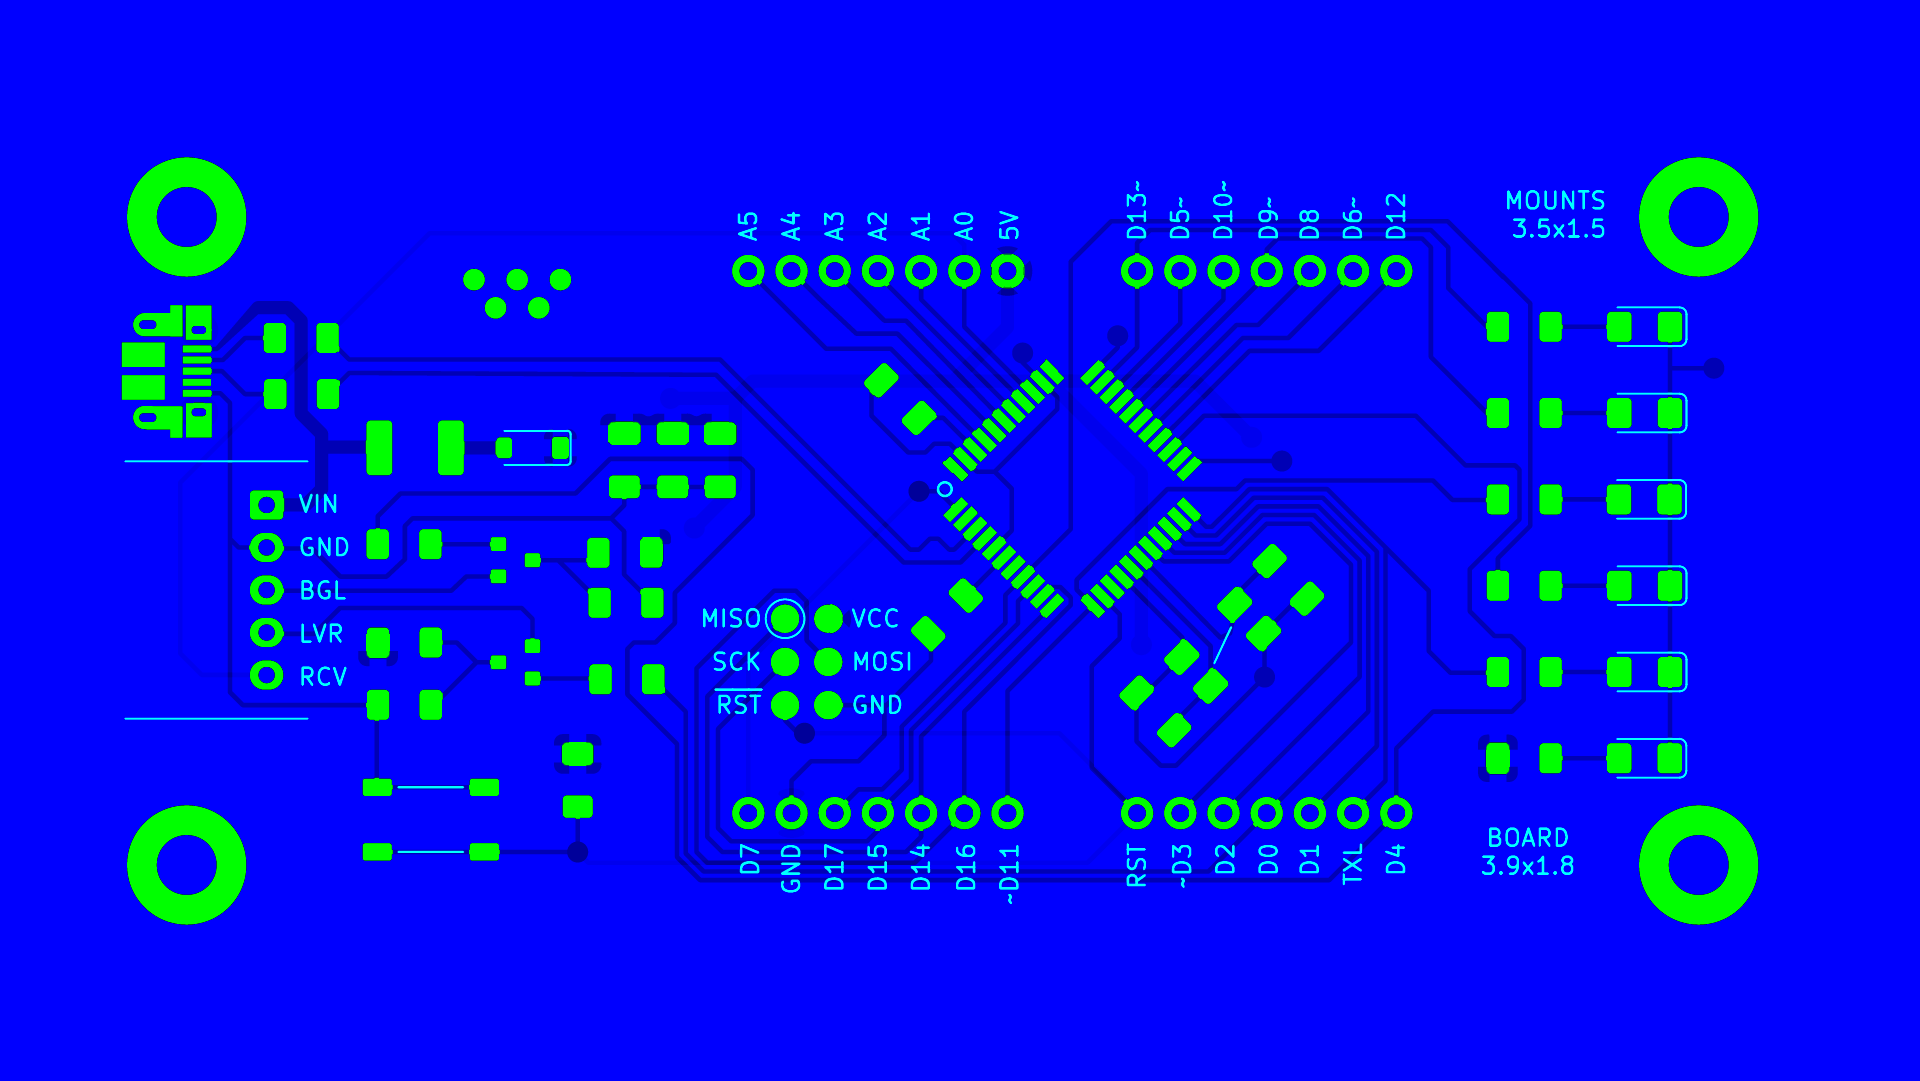 MOUNTS
3.5x1.5
A5
A4
A3
A2
A1
A0
5V
D13~
D5~
D10~
D9~
D8
D6~
D12
VIN
GND
BGL
LVR
RCV
MISO VCC
SCK MOSI
RST GND
D7
GND
D17
D15
D14
D16
~D11
RST
~D3
D2
D0
D1
TXL
D4
BOARD
3.9x1.8